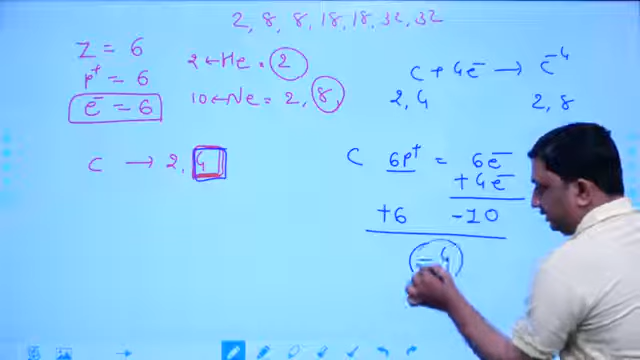 2, 8, 8, 18, 18, 32, 32
Z = 6
p⁺ = 6
e⁻ = 6
2 ← He = 2
10 ← Ne = 2, 8,
C → 2, 4
C + 4e⁻ → C⁻⁴
2, 4 2, 8
C 6p⁺ = 6e⁻
+4e⁻
+6 -10
= 4